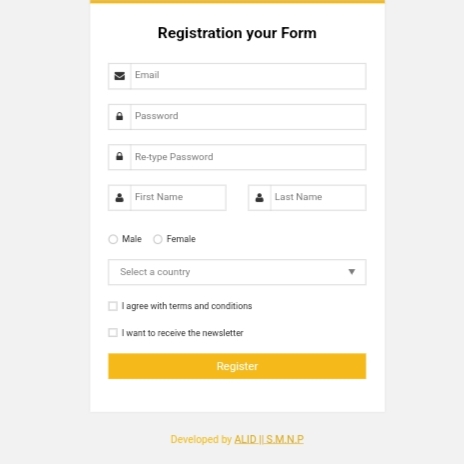 Registration your Form
Email
Password
Re-type Password
First Name
Last Name
Male
Female
Select a country
I agree with terms and conditions
I want to receive the newsletter
Register
Developed by ALID || S.M.N.P